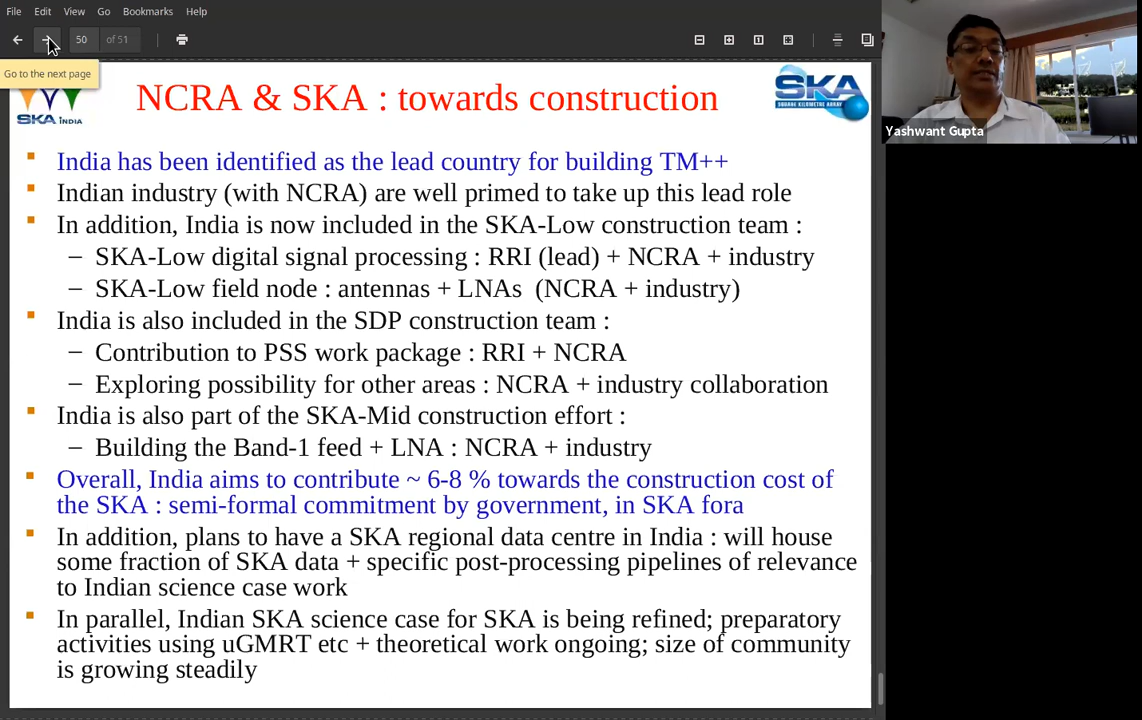 File Edit View Go Bookmarks Help
50 of 51
Go to the next page
SKA INDIA
NCRA & SKA : towards construction
SKA
SQUARE KILOMETRE ARRAY
Yashwant Gupta
India has been identified as the lead country for building TM++
Indian industry (with NCRA) are well primed to take up this lead role
In addition, India is now included in the SKA-Low construction team :
– SKA-Low digital signal processing : RRI (lead) + NCRA + industry
– SKA-Low field node : antennas + LNAs (NCRA + industry)
India is also included in the SDP construction team :
– Contribution to PSS work package : RRI + NCRA
– Exploring possibility for other areas : NCRA + industry collaboration
India is also part of the SKA-Mid construction effort :
– Building the Band-1 feed + LNA : NCRA + industry
Overall, India aims to contribute ~ 6-8 % towards the construction cost of
the SKA : semi-formal commitment by government, in SKA fora
In addition, plans to have a SKA regional data centre in India : will house
some fraction of SKA data + specific post-processing pipelines of relevance
to Indian science case work
In parallel, Indian SKA science case for SKA is being refined; preparatory
activities using uGMRT etc + theoretical work ongoing; size of community
is growing steadily